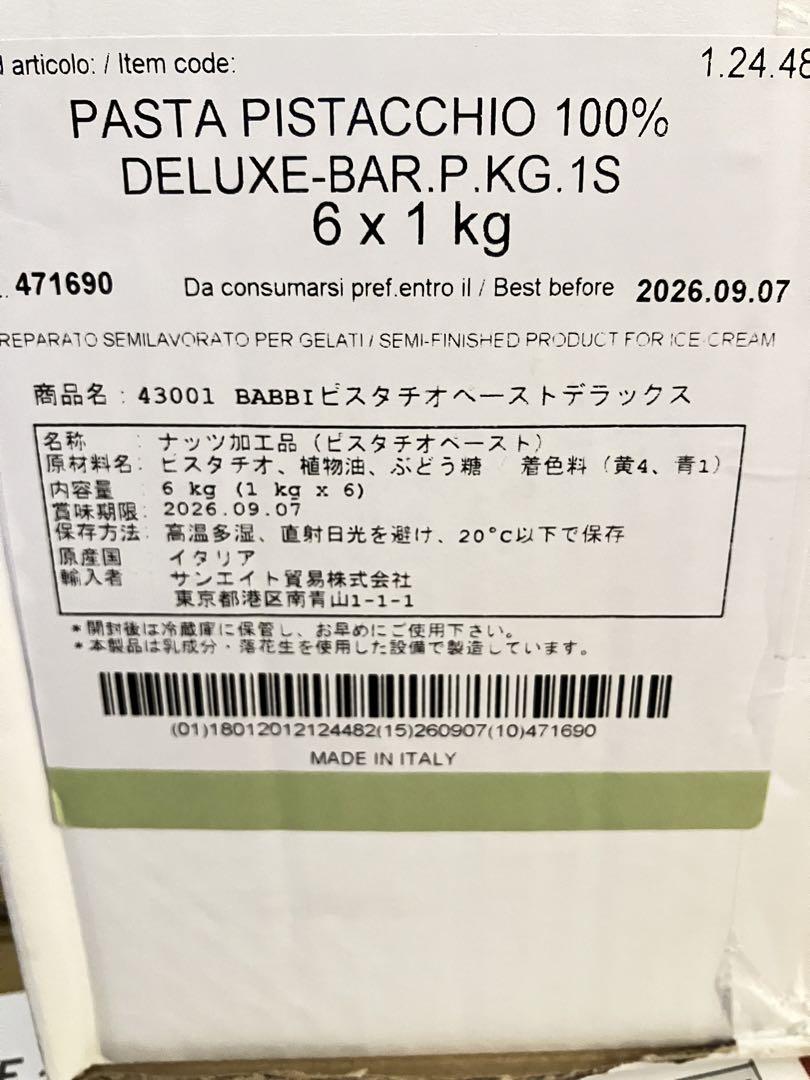 articolo: / Item code: 1.24.48
PASTA PISTACCHIO 100%
DELUXE-BAR.P.KG.1S
6 x 1 kg
471690 Da consumarsi pref.entro il / Best before 2026.09.07
REPARATO SEMILAVORATO PER GELATI / SEMI-FINISHED PRODUCT FOR ICE CREAM
商品名:43001 BABBIピスタチオペーストデラックス
名称 :ナッツ加工品(ピスタチオペースト)
原材料名:ピスタチオ、植物油、ぶどう糖 着色料(黄4、青1)
内容量 :6 kg (1 kg x 6)
賞味期限:2026.09.07
保存方法:高温多湿、直射日光を避け、20°C以下で保存
原産国 イタリア
輸入者 サンエイト貿易株式会社
東京都港区南青山1-1-1
*開封後は冷蔵庫に保管し、お早めにご使用下さい。
*本製品は乳成分・落花生を使用した設備で製造しています。
(01)18012012124482(15)260907(10)471690
MADE IN ITALY